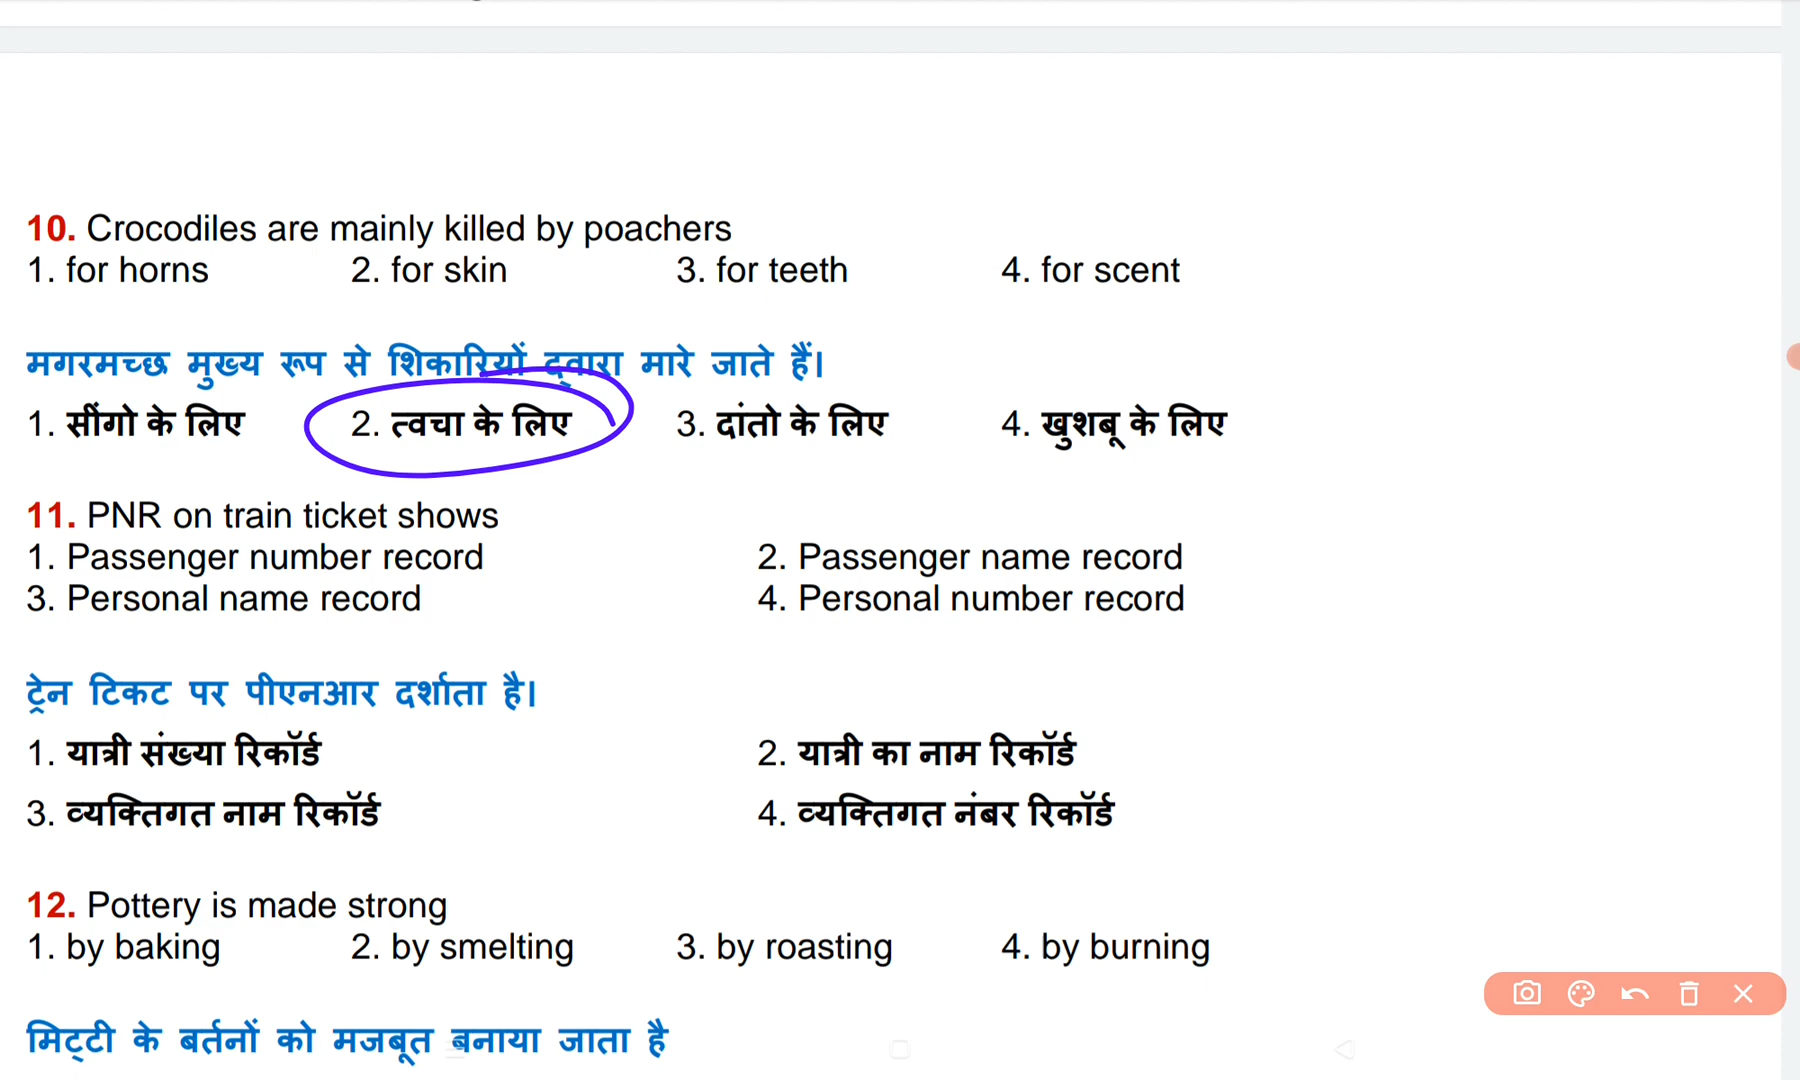 10. Crocodiles are mainly killed by poachers
1. for horns 2. for skin 3. for teeth 4. for scent
मगरमच्छ मुख्य रूप से शिकारियों द्वारा मारे जाते हैं।
1. सींगो के लिए 2. त्वचा के लिए 3. दांतो के लिए 4. खुशबू के लिए
11. PNR on train ticket shows
1. Passenger number record 2. Passenger name record
3. Personal name record 4. Personal number record
ट्रेन टिकट पर पीएनआर दर्शाता है।
1. यात्री संख्या रिकॉर्ड 2. यात्री का नाम रिकॉर्ड
3. व्यक्तिगत नाम रिकॉर्ड 4. व्यक्तिगत नंबर रिकॉर्ड
12. Pottery is made strong
1. by baking 2. by smelting 3. by roasting 4. by burning
मिट्टी के बर्तनों को मजबूत बनाया जाता है